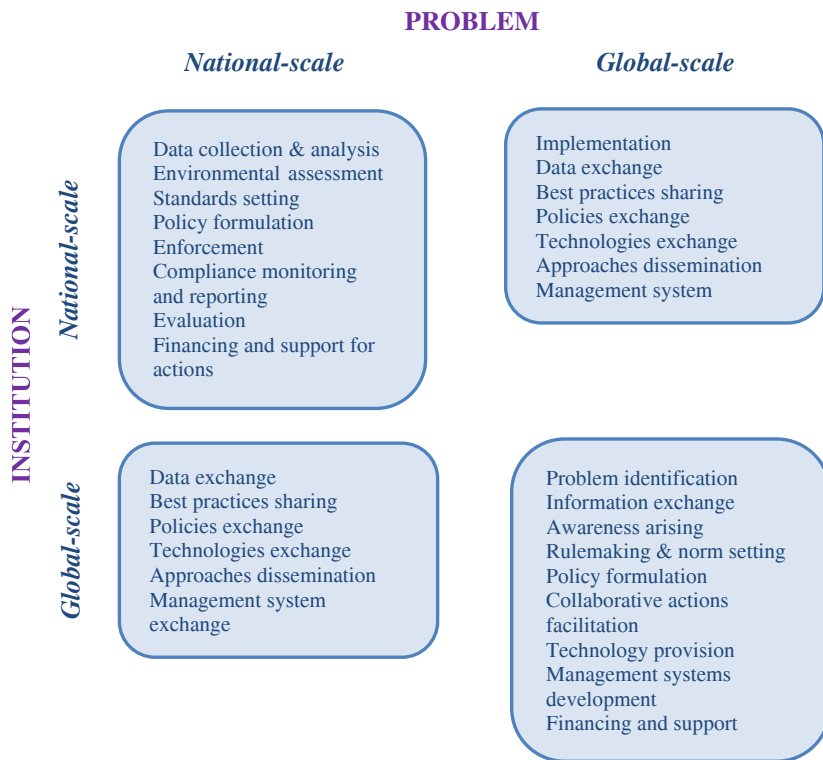 PROBLEM
National-scale
Global-scale
INSTITUTION
National-scale
Data collection & analysis
Environmental assessment
Standards setting
Policy formulation
Enforcement
Compliance monitoring
and reporting
Evaluation
Financing and support for
actions
Implementation
Data exchange
Best practices sharing
Policies exchange
Technologies exchange
Approaches dissemination
Management system
Global-scale
Data exchange
Best practices sharing
Policies exchange
Technologies exchange
Approaches dissemination
Management system
exchange
Problem identification
Information exchange
Awareness arising
Rulemaking & norm setting
Policy formulation
Collaborative actions
facilitation
Technology provision
Management systems
development
Financing and support